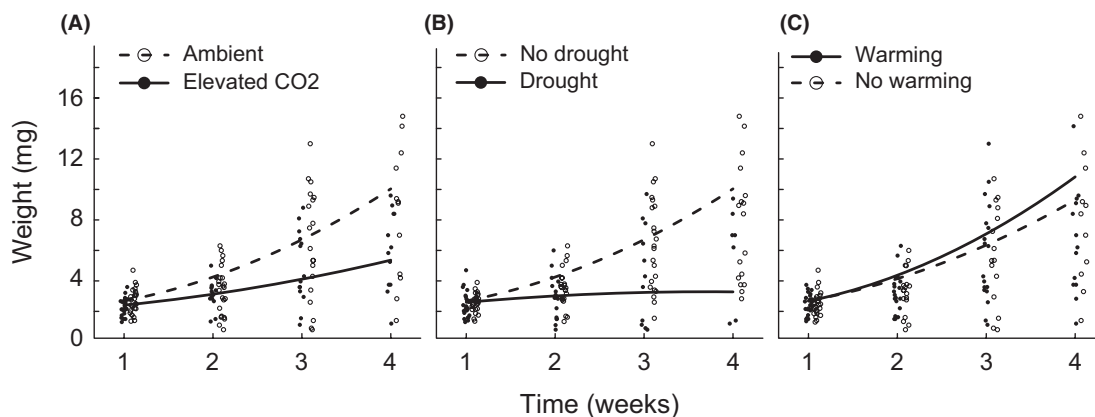 (A)
Ambient
Elevated CO2
(B)
No drought
Drought
(C)
Warming
No warming
Weight (mg)
16
12
8
4
0
1 2 3 4
1 2 3 4
1 2 3 4
Time (weeks)